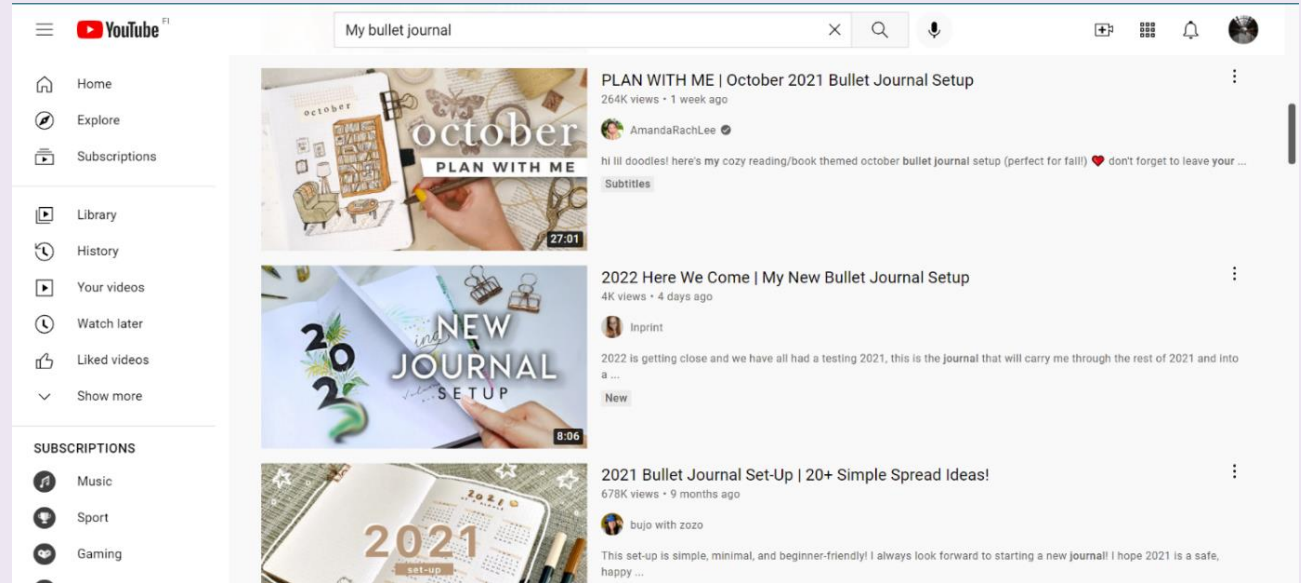 YouTube FI
My bullet journal
Home
Explore
Subscriptions
Library
History
Your videos
Watch later
Liked videos
Show more
SUBSCRIPTIONS
Music
Sport
Gaming
october
october
PLAN WITH ME
27:01
PLAN WITH ME | October 2021 Bullet Journal Setup
264K views • 1 week ago
AmandaRachLee
hi lil doodles! here's my cozy reading/book themed october bullet journal setup (perfect for fall!) ❤ don't forget to leave your ...
Subtitles
NEW
JOURNAL
SETUP
8:06
2022 Here We Come | My New Bullet Journal Setup
4K views • 4 days ago
Inprint
2022 is getting close and we have all had a testing 2021, this is the journal that will carry me through the rest of 2021 and into
a ...
New
2021
2021
set-up
2021 Bullet Journal Set-Up | 20+ Simple Spread Ideas!
678K views • 9 months ago
bujo with zozo
This set-up is simple, minimal, and beginner-friendly! I always look forward to starting a new journal! I hope 2021 is a safe,
happy ...